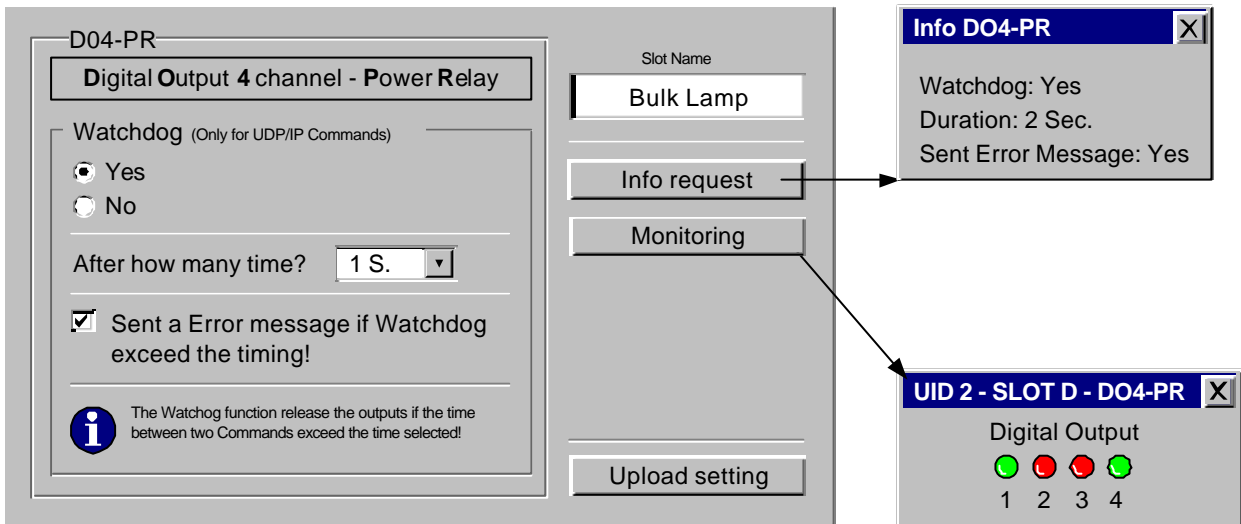 D04-PR
Digital Output 4 channel - Power Relay
Watchdog (Only for UDP/IP Commands)
Yes
No
After how many time? 1 S.
Sent a Error message if Watchdog
exceed the timing!
The Watchog function release the outputs if the time
between two Commands exceed the time selected!
Slot Name
Bulk Lamp
Info request
Monitoring
Upload setting
Info DO4-PR X
Watchdog: Yes
Duration: 2 Sec.
Sent Error Message: Yes
UID 2 - SLOT D - DO4-PR X
Digital Output
1 2 3 4